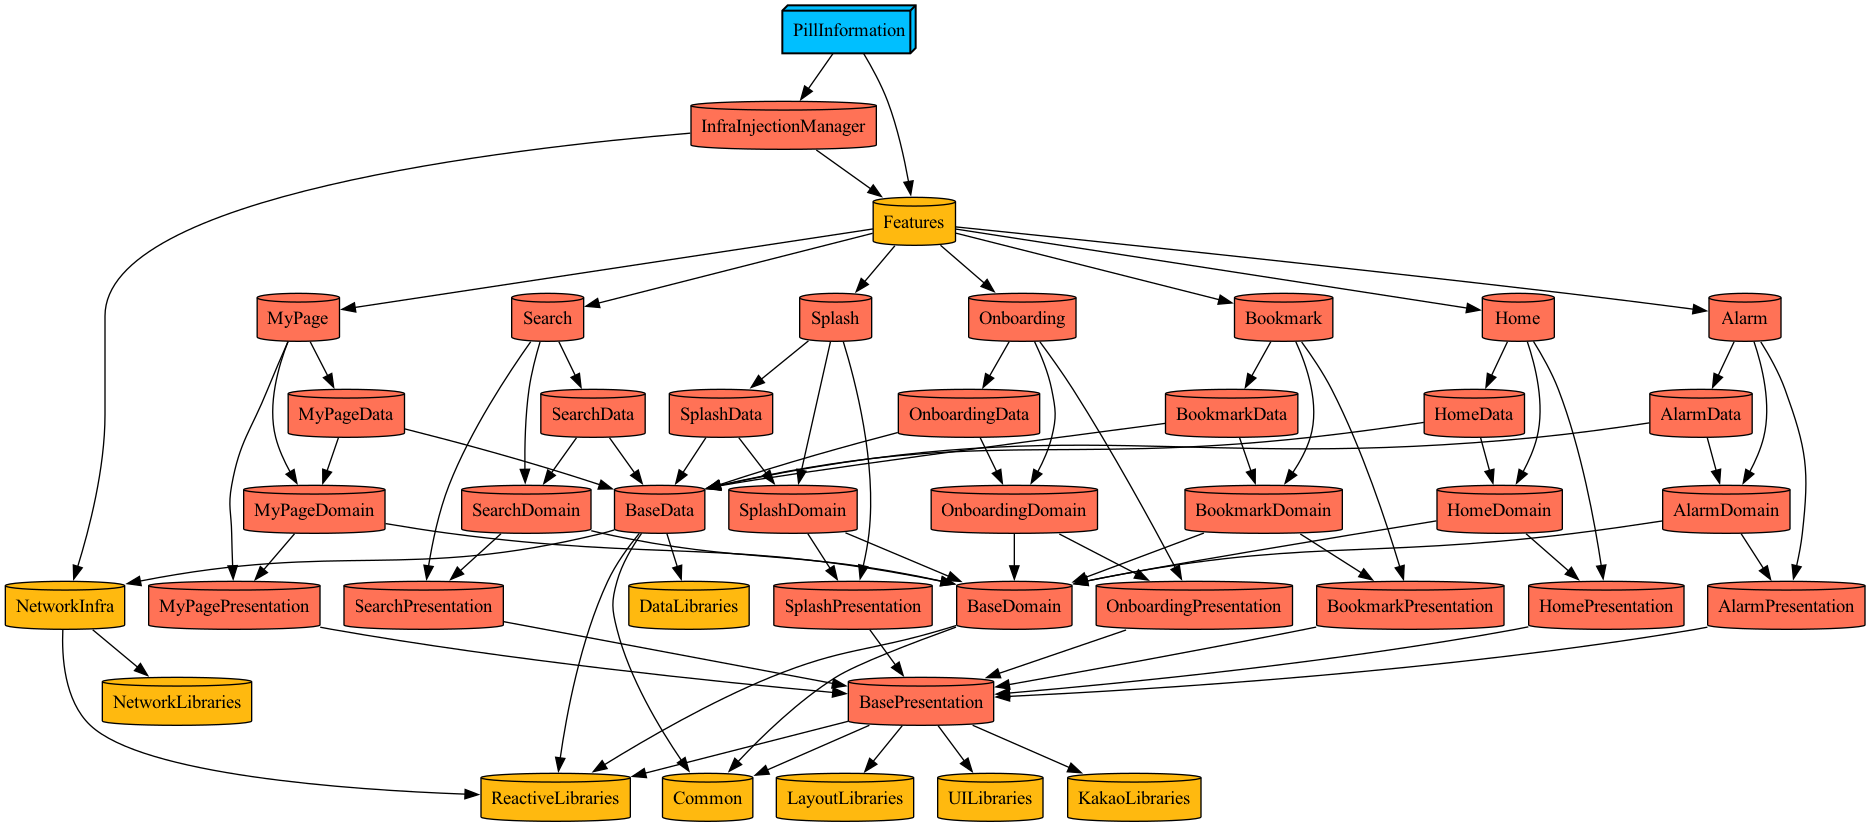 PillInformation
InfraInjectionManager
Features
MyPage
Search
Splash
Onboarding
Bookmark
Home
Alarm
MyPageData
SearchData
SplashData
OnboardingData
BookmarkData
HomeData
AlarmData
MyPageDomain
SearchDomain
BaseData
SplashDomain
OnboardingDomain
BookmarkDomain
HomeDomain
AlarmDomain
NetworkInfra
MyPagePresentation
SearchPresentation
DataLibraries
SplashPresentation
BaseDomain
OnboardingPresentation
BookmarkPresentation
HomePresentation
AlarmPresentation
NetworkLibraries
BasePresentation
ReactiveLibraries
Common
LayoutLibraries
UILibraries
KakaoLibraries